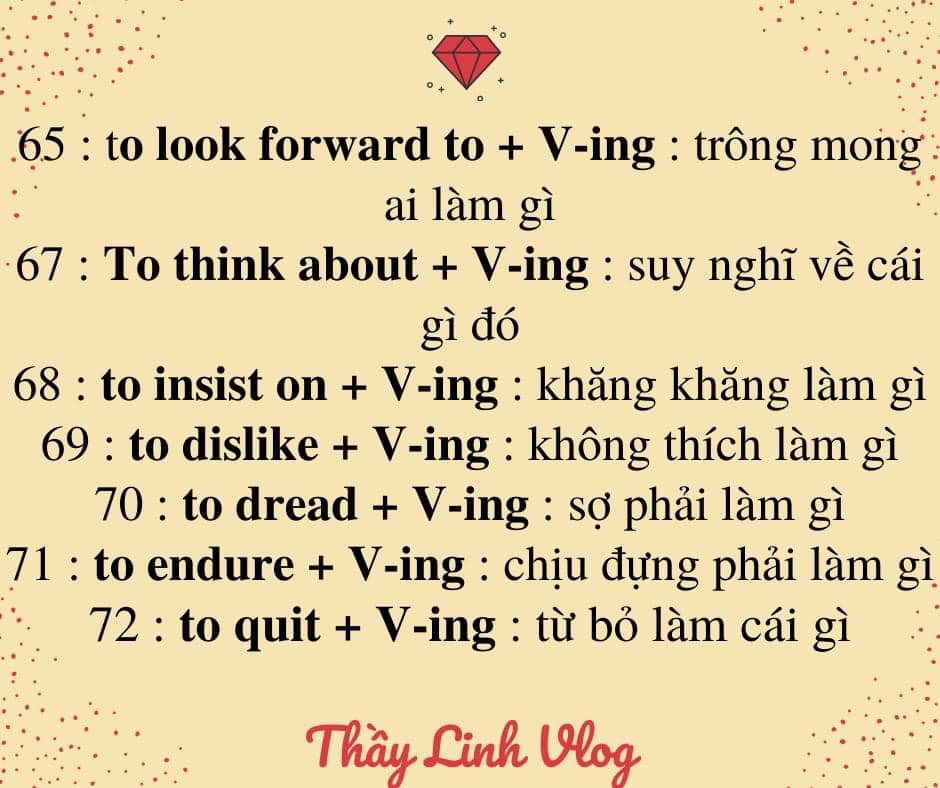 65 : to look forward to + V-ing : trông mong
ai làm gì
67 : To think about + V-ing : suy nghĩ về cái
gì đó
68 : to insist on + V-ing : khăng khăng làm gì
69 : to dislike + V-ing : không thích làm gì
70 : to dread + V-ing : sợ phải làm gì
71 : to endure + V-ing : chịu đựng phải làm gì
72 : to quit + V-ing : từ bỏ làm cái gì
Thầy Linh Vlog